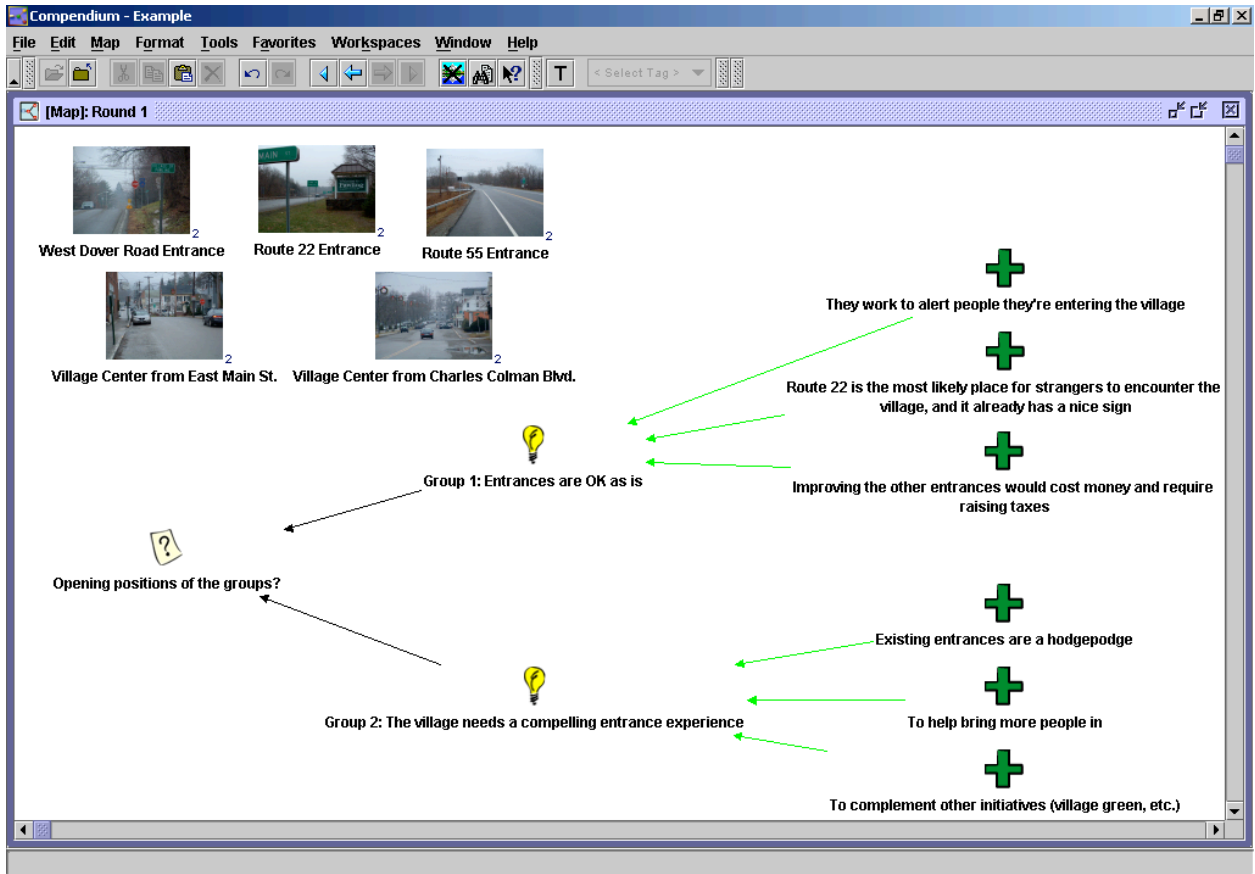 Compendium - Example
File Edit Map Format Tools Favorites Workspaces Window Help
T
< Select Tag >
[Map]: Round 1
MAIN
2
2
2
West Dover Road Entrance
Route 22 Entrance
Route 55 Entrance
2
2
Village Center from East Main St.
Village Center from Charles Colman Blvd.
They work to alert people they're entering the village
Route 22 is the most likely place for strangers to encounter the
village, and it already has a nice sign
Group 1: Entrances are OK as is
Improving the other entrances would cost money and require
raising taxes
?
Opening positions of the groups?
Existing entrances are a hodgepodge
Group 2: The village needs a compelling entrance experience
To help bring more people in
To complement other initiatives (village green, etc.)